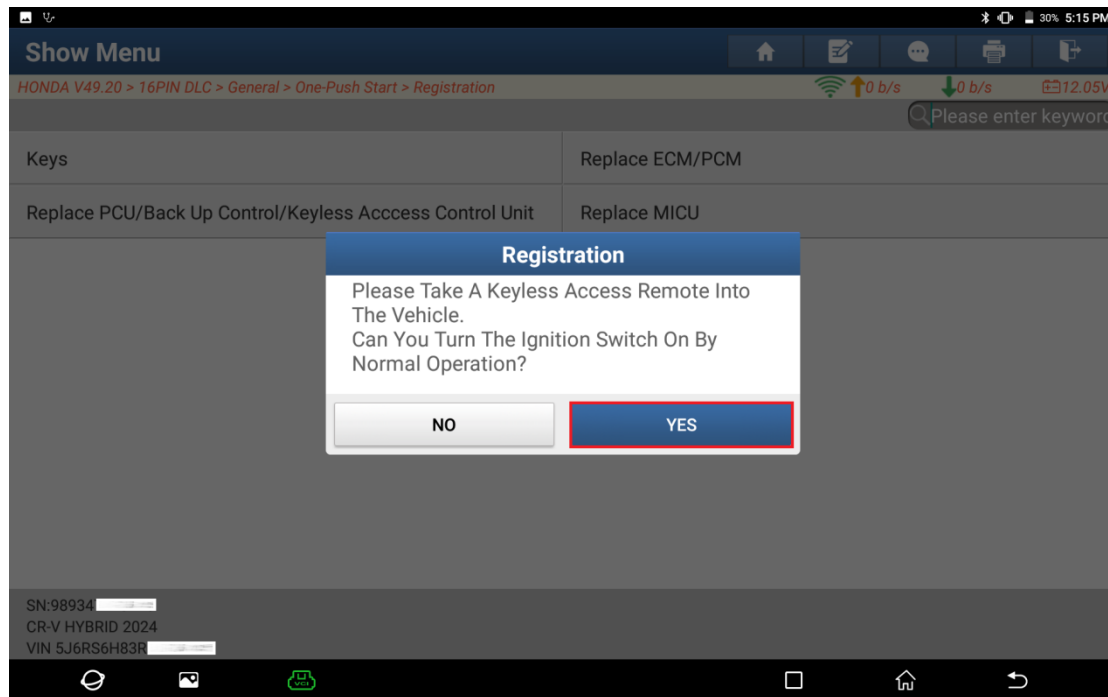 30% 5:15 PM
Show Menu
HONDA V49.20 > 16PIN DLC > General > One-Push Start > Registration
0 b/s
0 b/s
12.05V
Please enter keyword
Keys
Replace ECM/PCM
Replace PCU/Back Up Control/Keyless Acccess Control Unit
Replace MICU
Registration
Please Take A Keyless Access Remote Into
The Vehicle.
Can You Turn The Ignition Switch On By
Normal Operation?
NO
YES
SN:98934
CR-V HYBRID 2024
VIN 5J6RS6H83R
VCI